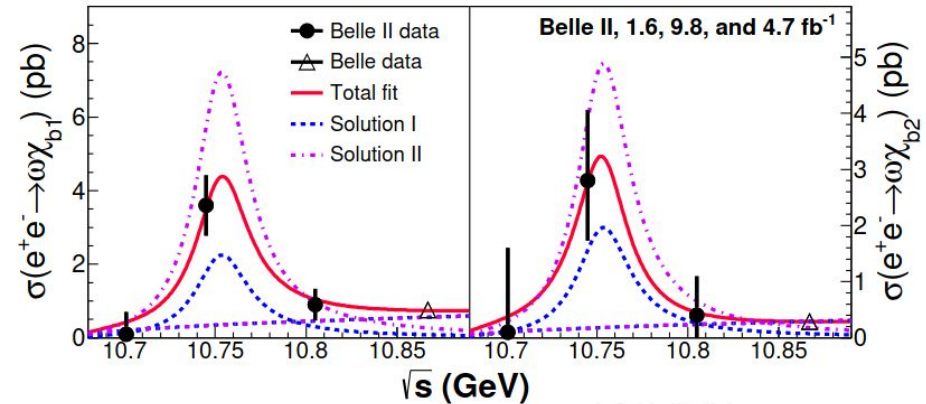 Belle II data
Belle data
Total fit
Solution I
Solution II
Belle II, 1.6, 9.8, and 4.7 fb⁻¹
σ(e⁺e⁻→ωχ_b1) (pb)
8
6
4
2
0
σ(e⁺e⁻→ωχ_b2) (pb)
5
4
3
2
1
0
10.7 10.75 10.8 10.85 10.7 10.75 10.8 10.85
√s (GeV)